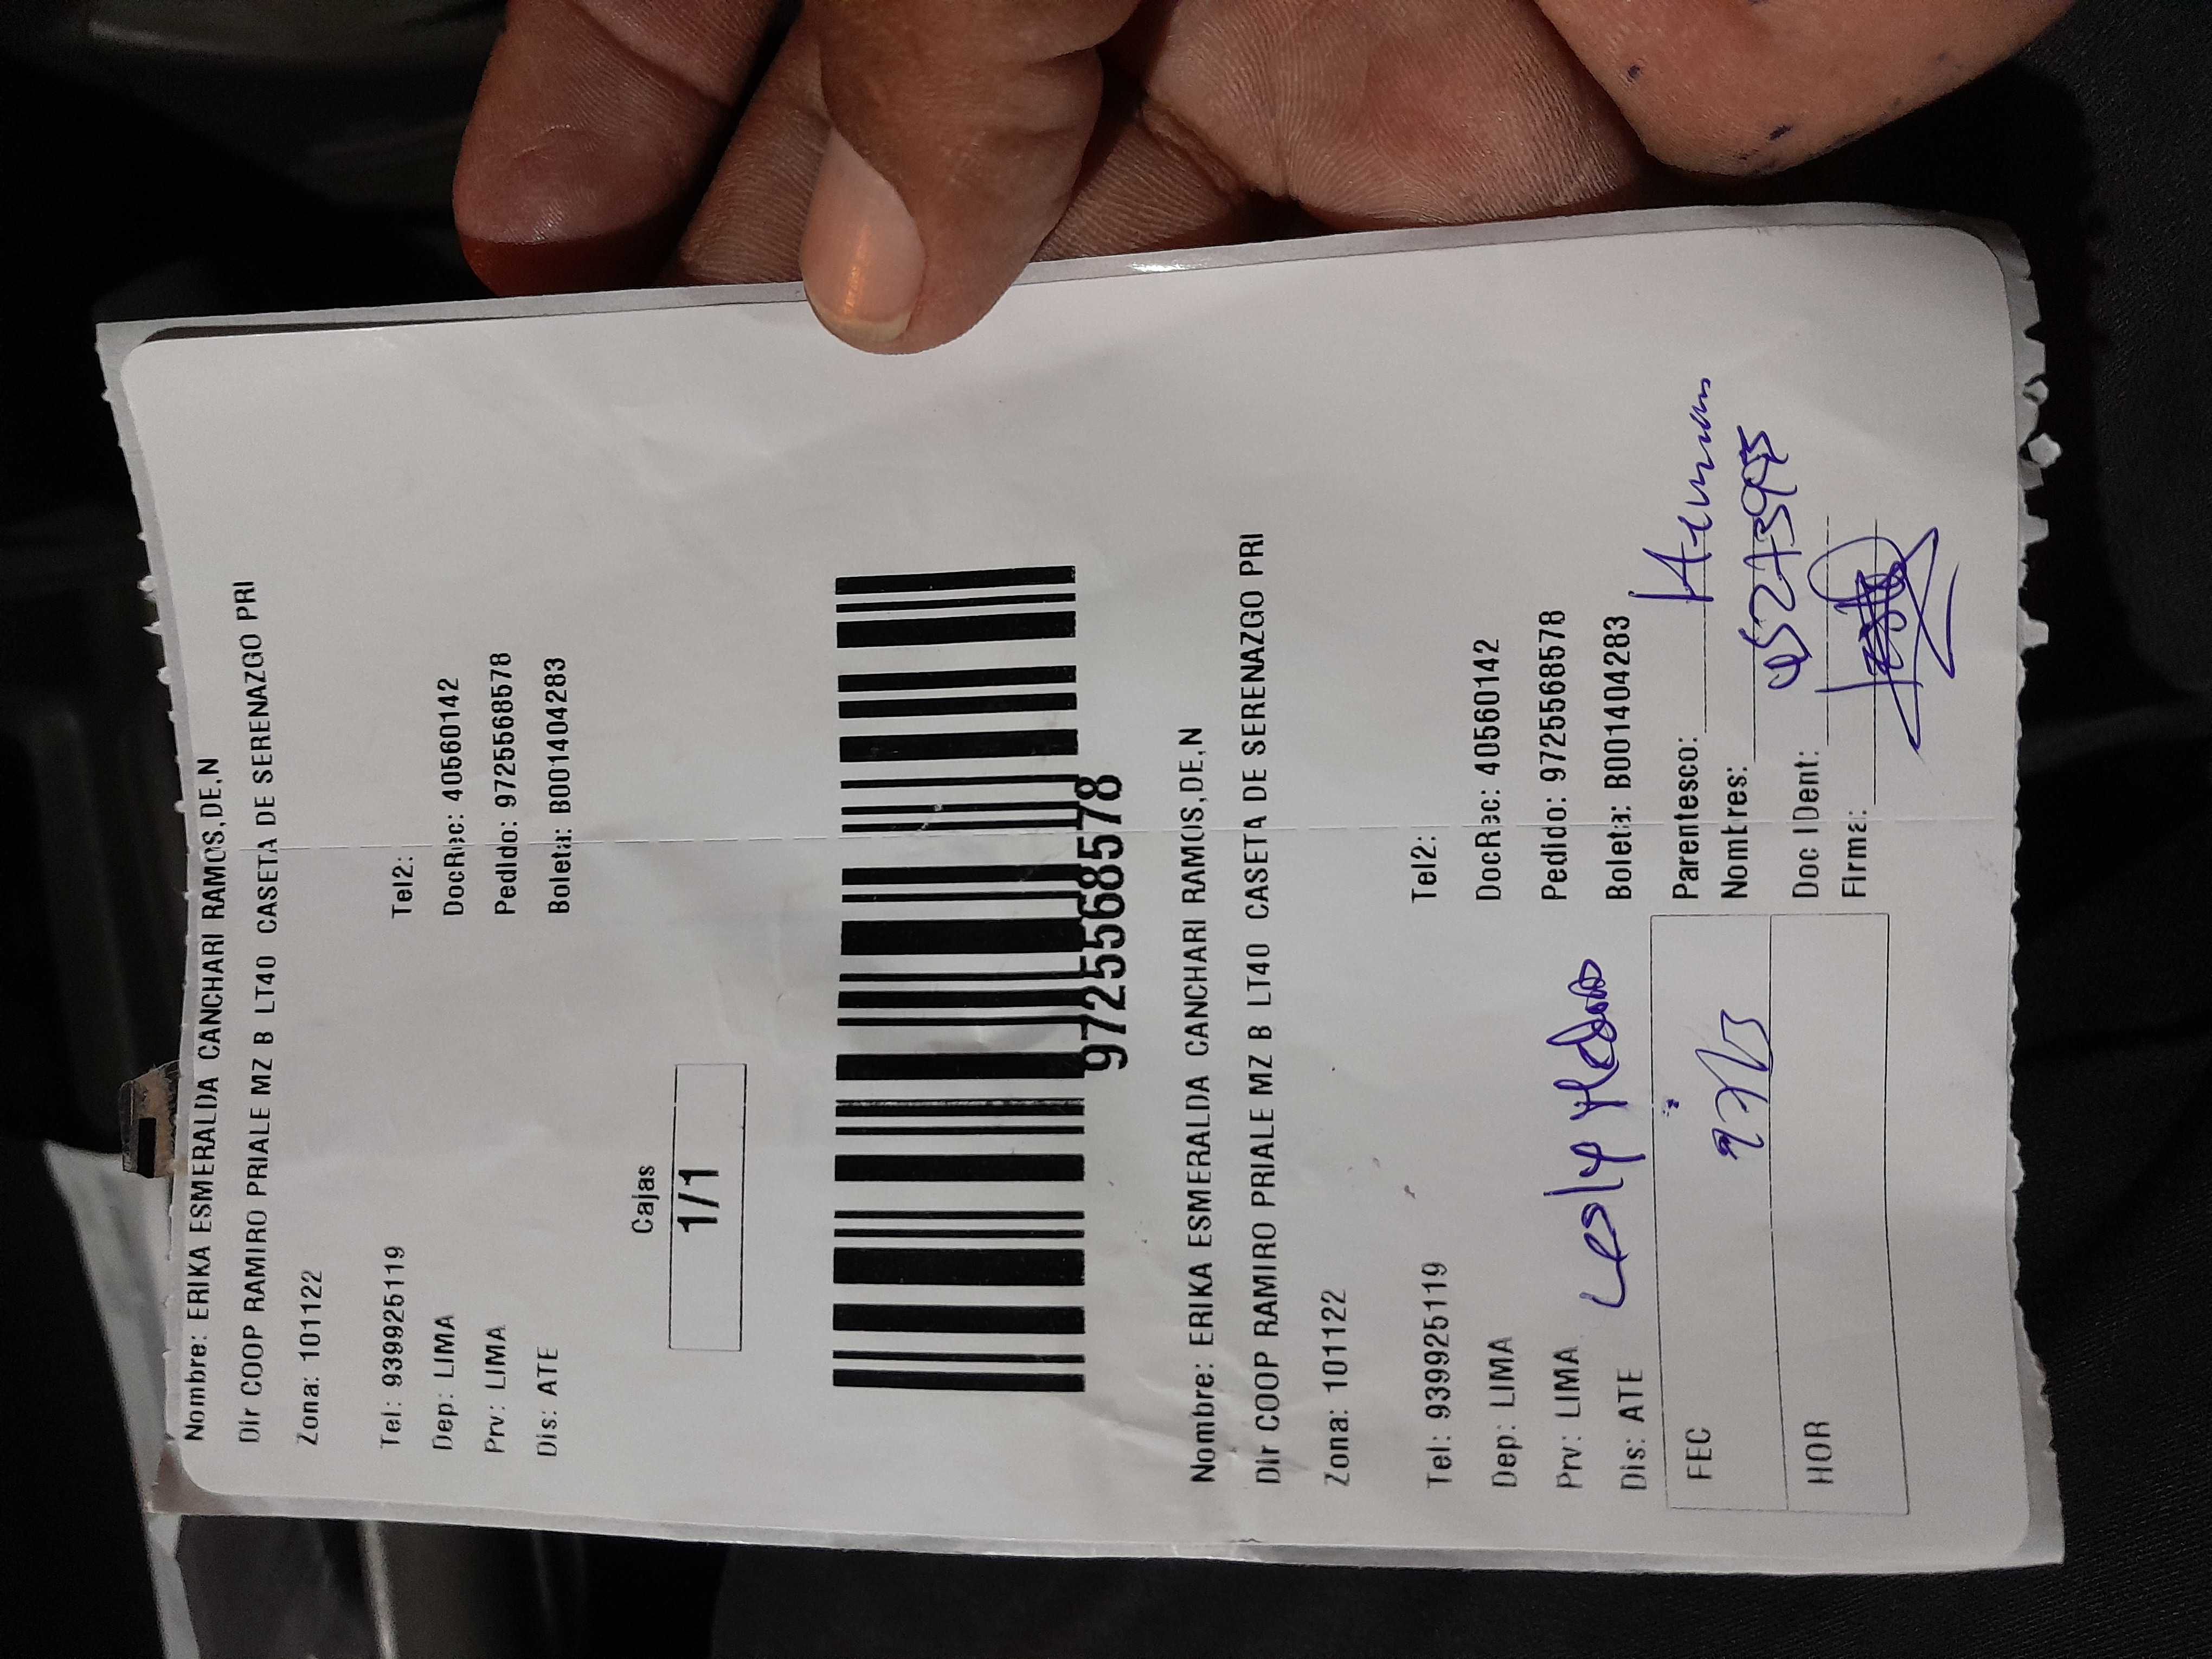 Nombre: ERIKA ESMERALDA CANCHARI RAMOS,DE,N
Dir COOP RAMIRO PRIALE MZ B LT40 CASETA DE SERENAZGO PRI
Zona: 101122
Tel: 939925119 Tel2:
Dep: LIMA DocRec: 40560142
Prv: LIMA Pedido: 9725568578
Dis: ATE Boleta: B001404283
Cajas
1/1
9725568578
Nombre: ERIKA ESMERALDA CANCHARI RAMOS,DE,N
Dir COOP RAMIRO PRIALE MZ B LT40 CASETA DE SERENAZGO PRI
Zona: 101122
Tel: 939925119 Tel2:
Dep: LIMA DocRec: 40560142
Prv: LIMA Pedido: 9725568578
Dis: ATE Lesly Boleta: B001404283
FEC Parentesco:
Nombres:
HOR Doc IDent:
Firma: